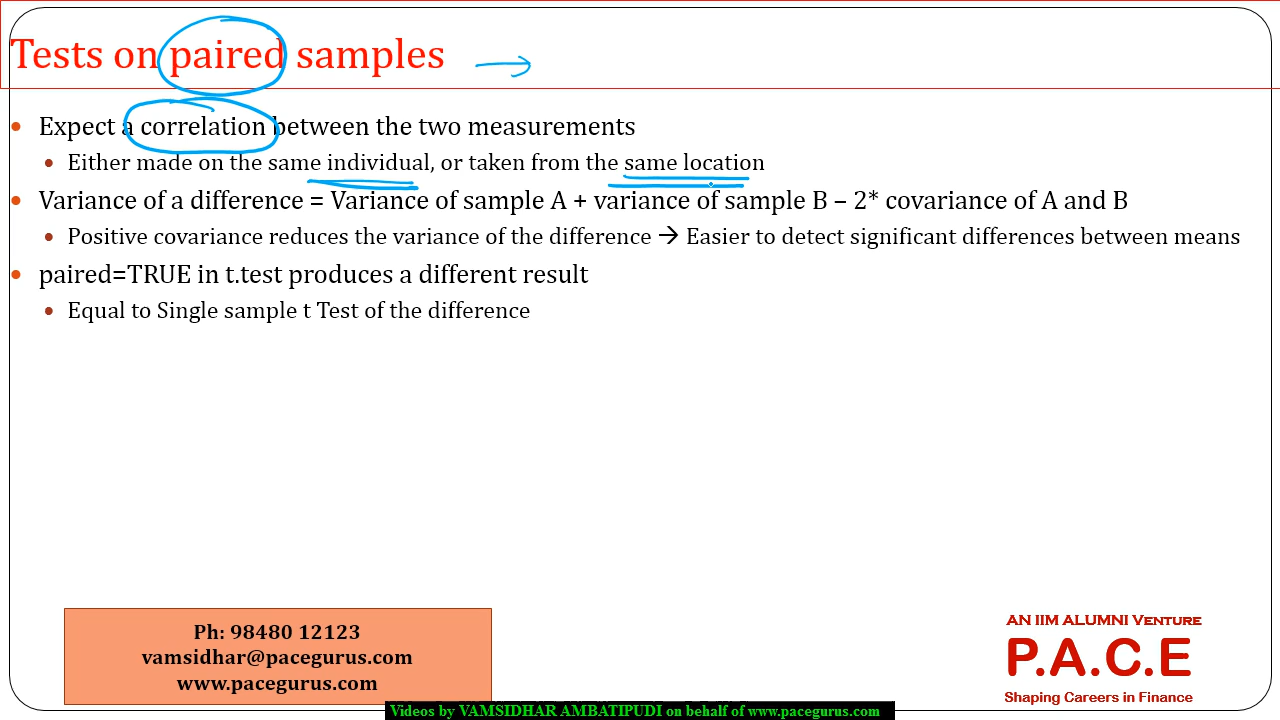 Tests on paired samples
• Expect a correlation between the two measurements
• Either made on the same individual, or taken from the same location
• Variance of a difference = Variance of sample A + variance of sample B – 2* covariance of A and B
• Positive covariance reduces the variance of the difference → Easier to detect significant differences between means
• paired=TRUE in t.test produces a different result
• Equal to Single sample t Test of the difference
Ph: 98480 12123
vamsidhar@pacegurus.com
www.pacegurus.com
AN IIM ALUMNI VENTURE
P.A.C.E
Shaping Careers in Finance
Videos by VAMSIDHAR AMBATIPUDI on behalf of www.pacegurus.com